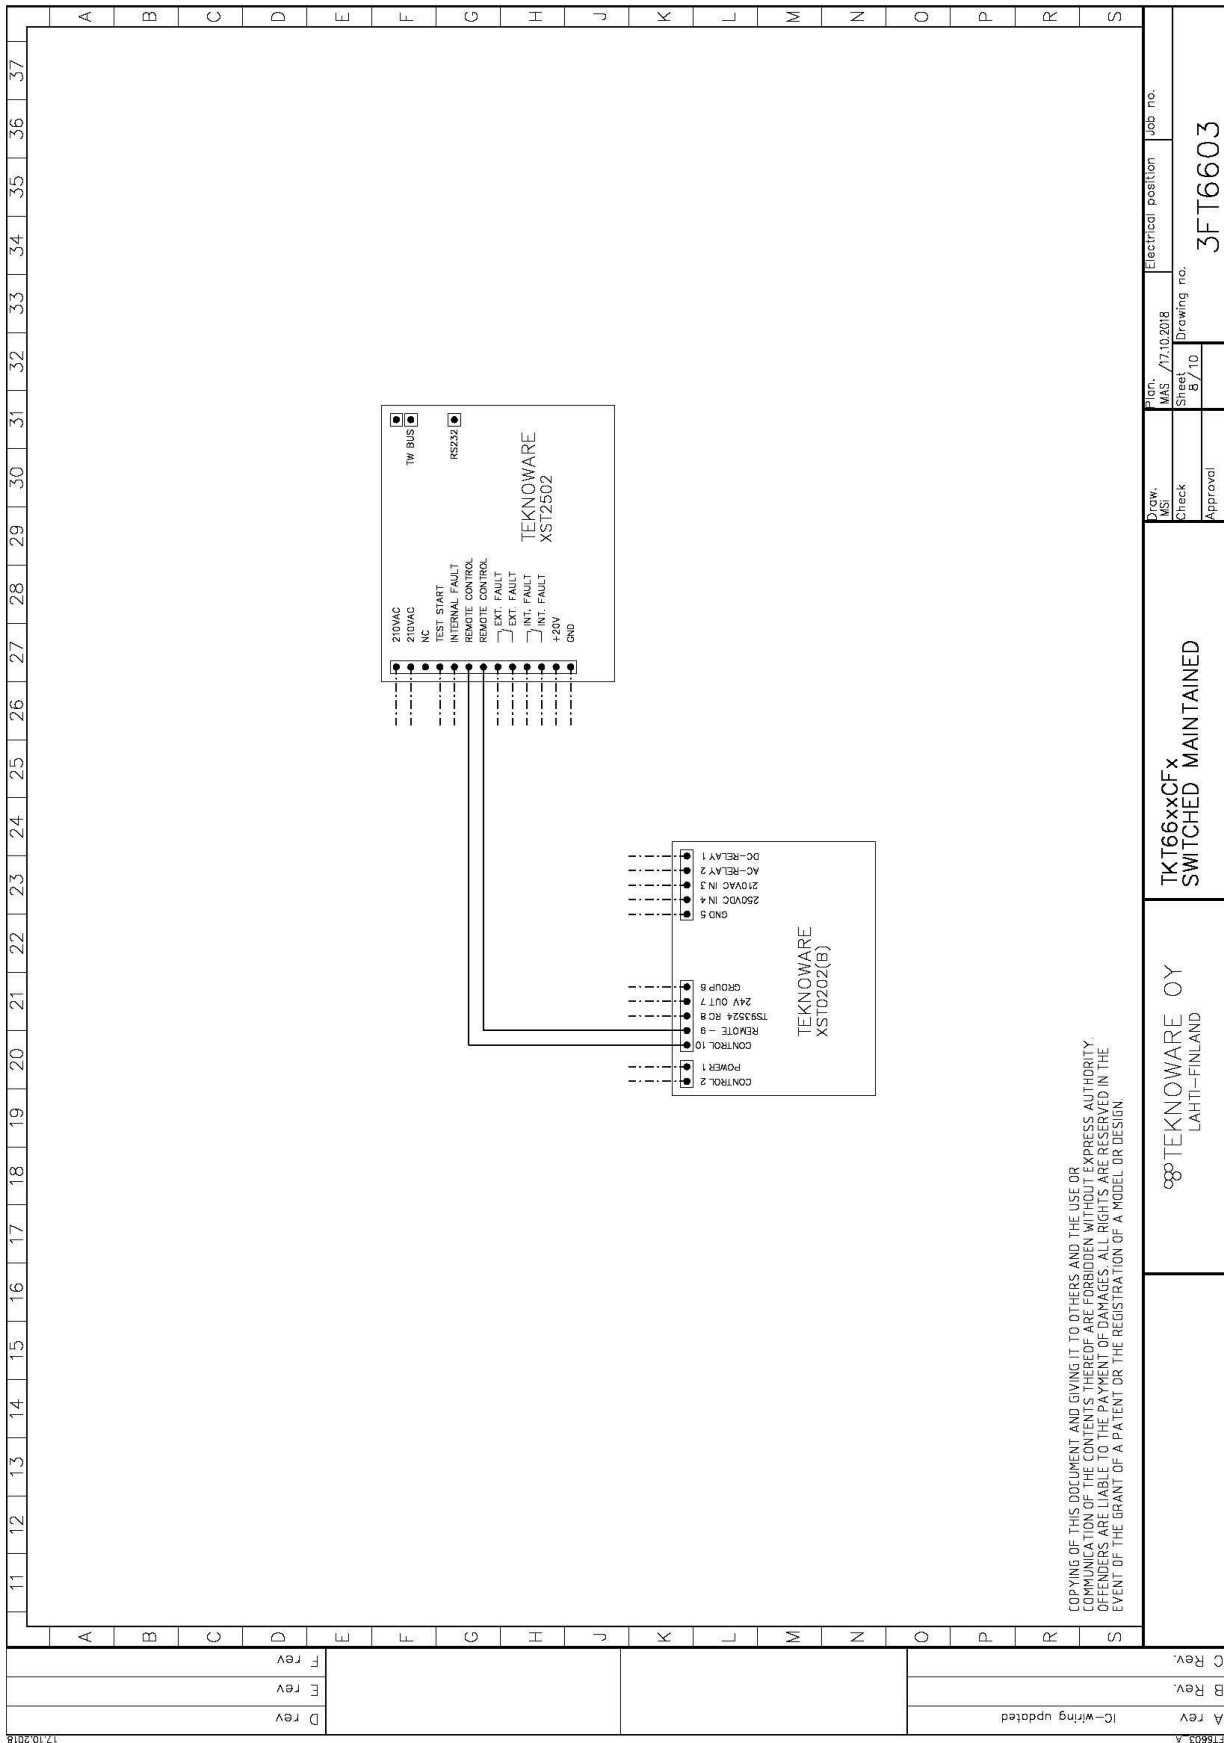 11 12 13 14 15 16 17 18 19 20 21 22 23 24 25 26 27 28 29 30 31 32 33 34 35 36 37
A
B
C
D
E
F
G
H
J
K
L
M
N
O
P
R
S
A
B
C
D
E
F
G
H
J
K
L
M
N
O
P
R
S
210VAC
210VAC
NC
TEST START
INTERNAL FAULT
REMOTE CONTROL
REMOTE CONTROL
EXT. FAULT
EXT. FAULT
INT. FAULT
INT. FAULT
+20V
GND
TW BUS
RS232
TEKNOWARE
XST2502
DC-RELAY 1
AC-RELAY 2
210VAC IN 3
250VDC IN 4
GND 5
GROUP 6
24V OUT 7
TS93524 RC 8
REMOTE - 9
CONTROL 10
POWER 1
CONTROL 2
TEKNOWARE
XST0202(B)
COPYING OF THIS DOCUMENT AND GIVING IT TO OTHERS AND THE USE OR
COMMUNICATION OF THE CONTENTS THEREOF ARE FORBIDDEN WITHOUT EXPRESS AUTHORITY.
OFFENDERS ARE LIABLE TO THE PAYMENT OF DAMAGES. ALL RIGHTS ARE RESERVED IN THE
EVENT OF THE GRANT OF A PATENT OR THE REGISTRATION OF A MODEL OR DESIGN.
TEKNOWARE OY
LAHTI-FINLAND
TKT66xxCFx
SWITCHED MAINTAINED
Draw.
MSi
Check
Approval
Plan.
MAS /17.10.2018
Sheet
8/10
Electrical position
Job no.
Drawing no.
3FT6603
F rev
E rev
D rev
C Rev.
B Rev.
A rev IC-wiring updated
17.10.2018